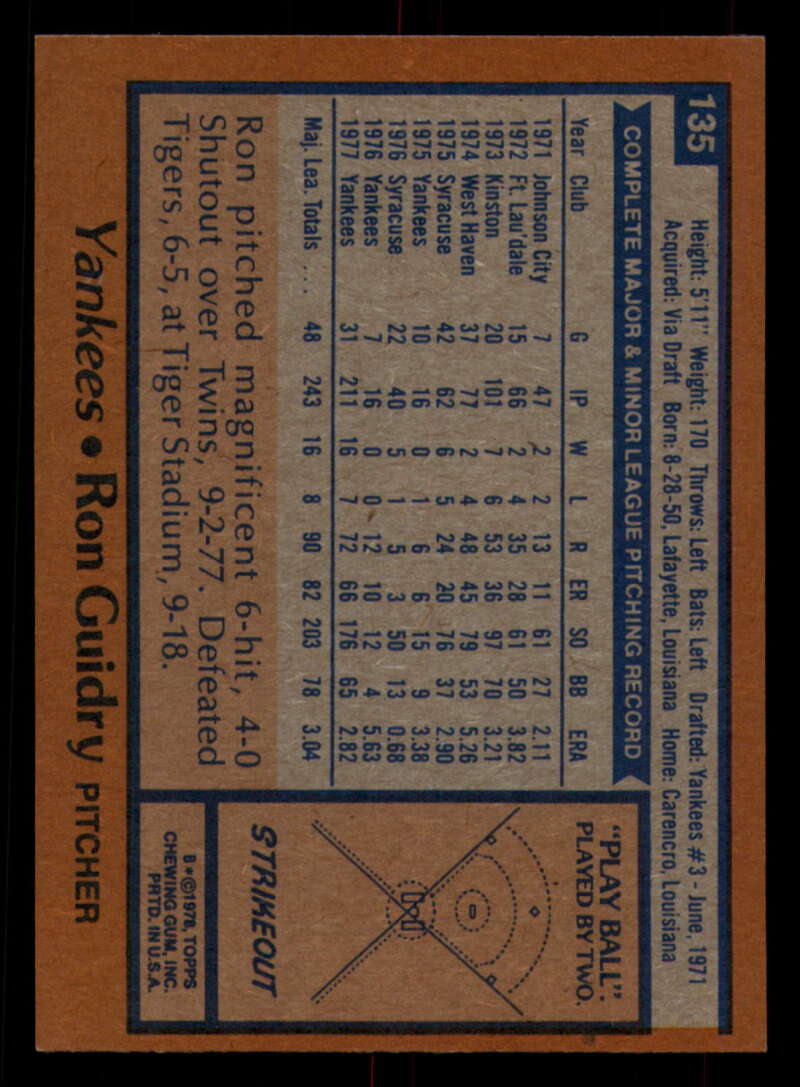 135
Height: 5'11" Weight: 170 Throws: Left Bats: Left Drafted: Yankees #3 - June, 1971
Acquired: Via Draft Born: 8-28-50, Lafayette, Louisiana Home: Carencro, Louisiana
COMPLETE MAJOR & MINOR LEAGUE PITCHING RECORD
Year Club G IP W L R ER SO BB ERA
1971 Johnson City 7 47 2 2 13 11 61 27 2.11
1972 Ft. Lau'dale 15 66 2 4 35 28 61 50 3.82
1973 Kinston 20 101 7 6 53 36 97 70 3.21
1974 West Haven 37 77 2 4 48 45 79 53 5.26
1975 Syracuse 42 62 6 5 24 20 76 37 2.90
1975 Yankees 10 16 0 1 6 6 15 9 3.38
1976 Syracuse 22 40 5 1 5 3 50 13 0.68
1976 Yankees 7 16 0 0 12 10 12 4 5.63
1977 Yankees 31 211 16 7 72 66 176 65 2.82
Maj. Lea. Totals ... 48 243 16 8 90 82 203 78 3.04
Ron pitched magnificent 6-hit, 4-0
Shutout over Twins, 9-2-77. Defeated
Tigers, 6-5, at Tiger Stadium, 9-18.
"PLAY BALL"
PLAYED BY TWO.
STRIKEOUT
B*©1978, TOPPS
CHEWING GUM, INC.
PRTD. IN U.S.A.
Yankees • Ron Guidry PITCHER